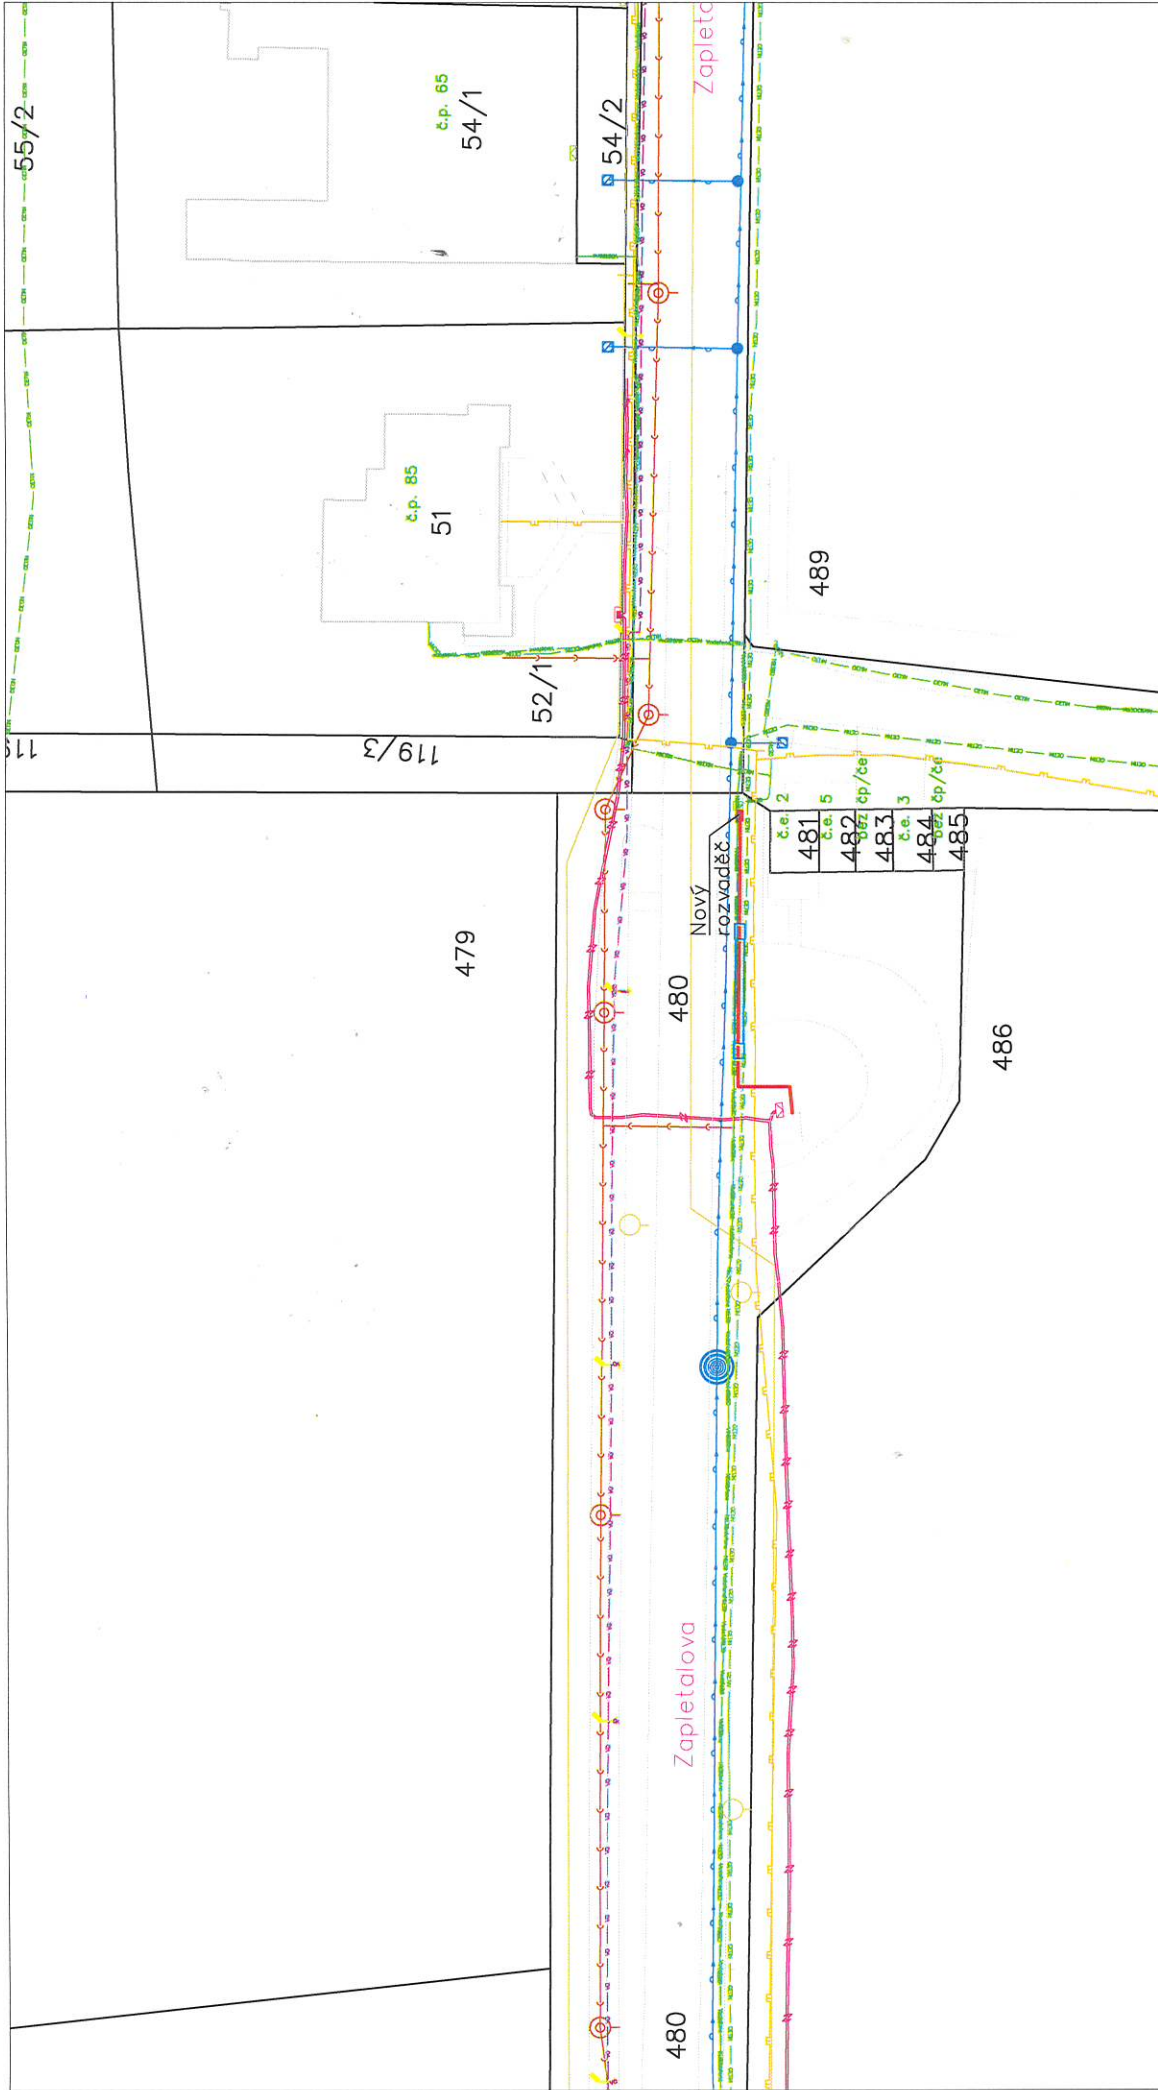 55/2
č.p. 65
54/1
54/2
Zapleto
č.p. 85
51
52/1
489
119/3
č.e. 2
481
č.e. 5
482
bez čp/če
483
č.e. 3
484
bez čp/če
485
Nový
rozvaděč
479
480
486
Zapletalova
480